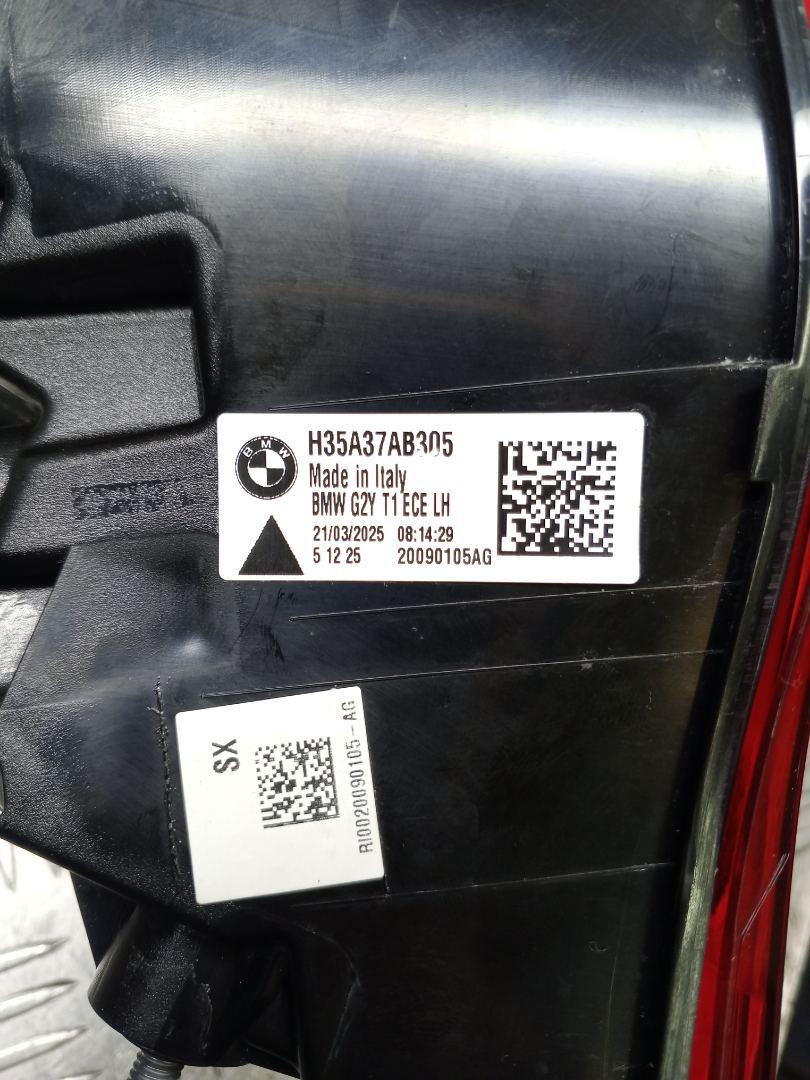 BMW
H35A37AB305
Made in Italy
BMW G2Y T1 ECE LH
21/03/2025 08:14:29
5 12 25 20090105AG
SX
RI0020090105-AG